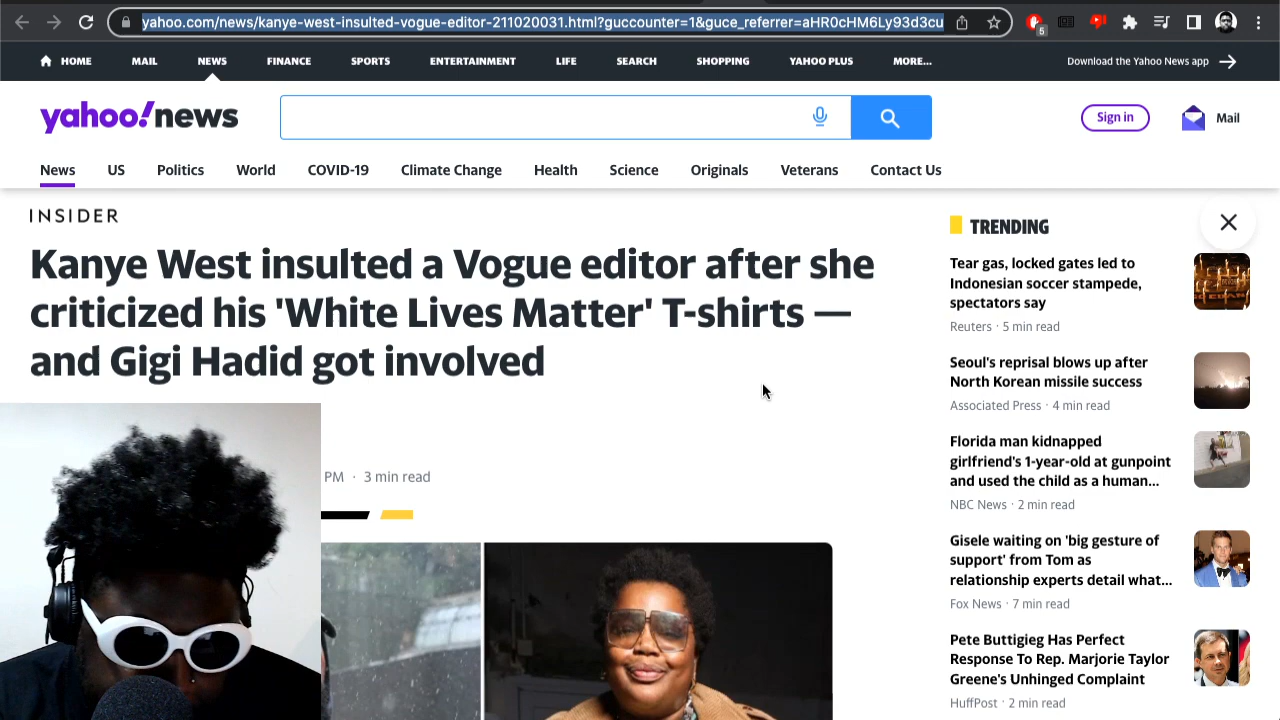 yahoo.com/news/kanye-west-insulted-vogue-editor-211020031.html?guccounter=1&guce_referrer=aHR0cHM6Ly93d3cu
5
HOME MAIL NEWS FINANCE SPORTS ENTERTAINMENT LIFE SEARCH SHOPPING YAHOO PLUS MORE... Download the Yahoo News app
yahoo!news
Sign in
Mail
News US Politics World COVID-19 Climate Change Health Science Originals Veterans Contact Us
INSIDER
Kanye West insulted a Vogue editor after she
criticized his 'White Lives Matter' T-shirts —
and Gigi Hadid got involved
PM · 3 min read
TRENDING
Tear gas, locked gates led to
Indonesian soccer stampede,
spectators say
Reuters · 5 min read
Seoul's reprisal blows up after
North Korean missile success
Associated Press · 4 min read
Florida man kidnapped
girlfriend's 1-year-old at gunpoint
and used the child as a human...
NBC News · 2 min read
Gisele waiting on 'big gesture of
support' from Tom as
relationship experts detail what...
Fox News · 7 min read
Pete Buttigieg Has Perfect
Response To Rep. Marjorie Taylor
Greene's Unhinged Complaint
HuffPost · 2 min read